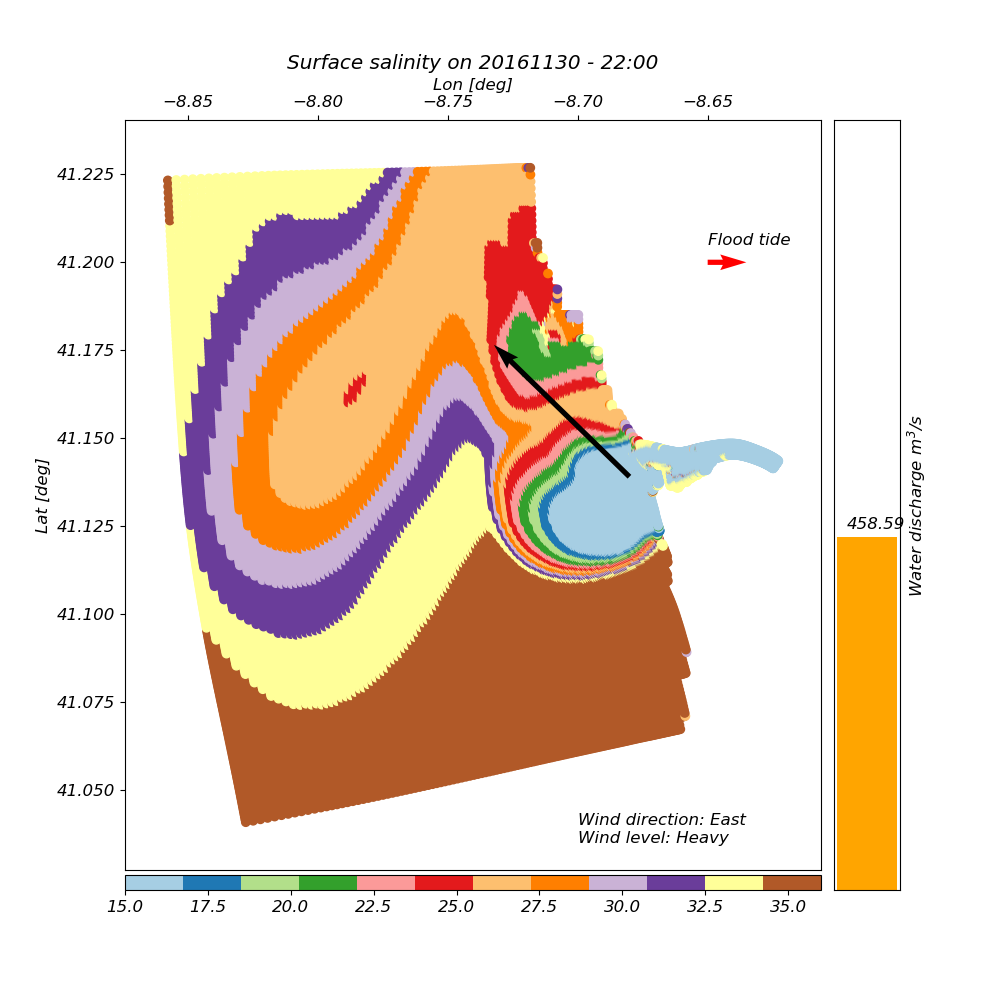 Surface salinity on 20161130 - 22:00
Lon [deg]
−8.85 −8.80 −8.75 −8.70 −8.65
41.225
41.200
41.175
41.150
41.125
41.100
41.075
41.050
Lat [deg]
Flood tide
Wind direction: East
Wind level: Heavy
458.59
Water discharge m³/s
15.0 17.5 20.0 22.5 25.0 27.5 30.0 32.5 35.0